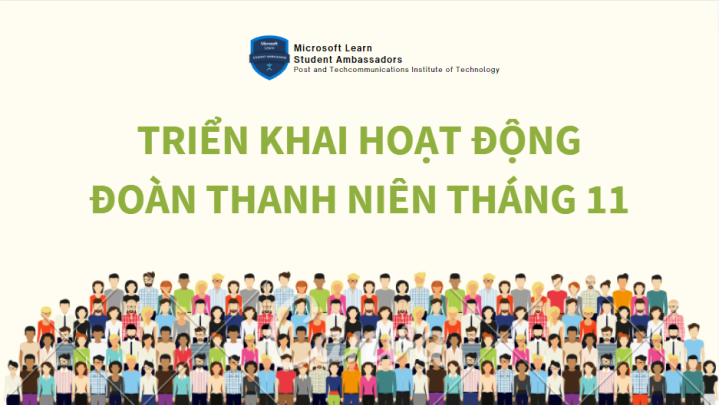 Microsoft Learn
Student Ambassadors
Post and Techcommunications Institute of Technology
TRIỂN KHAI HOẠT ĐỘNG
ĐOÀN THANH NIÊN THÁNG 11